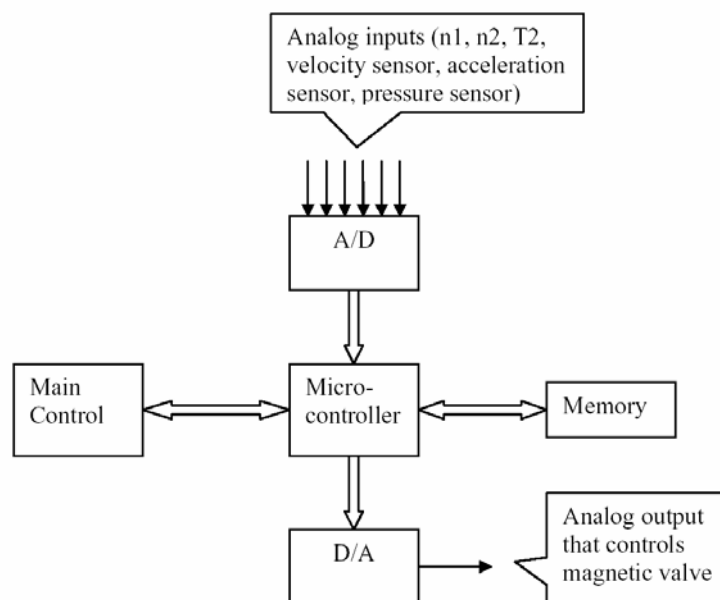 Analog inputs (n1, n2, T2,
velocity sensor, acceleration
sensor, pressure sensor)
A/D
Main
Control
Micro-
controller
Memory
D/A
Analog output
that controls
magnetic valve